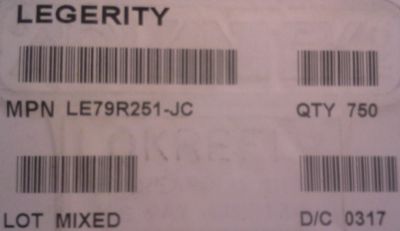 LEGERITY
MPN LE79R251-JC
QTY 750
LOT MIXED
D/C 0317